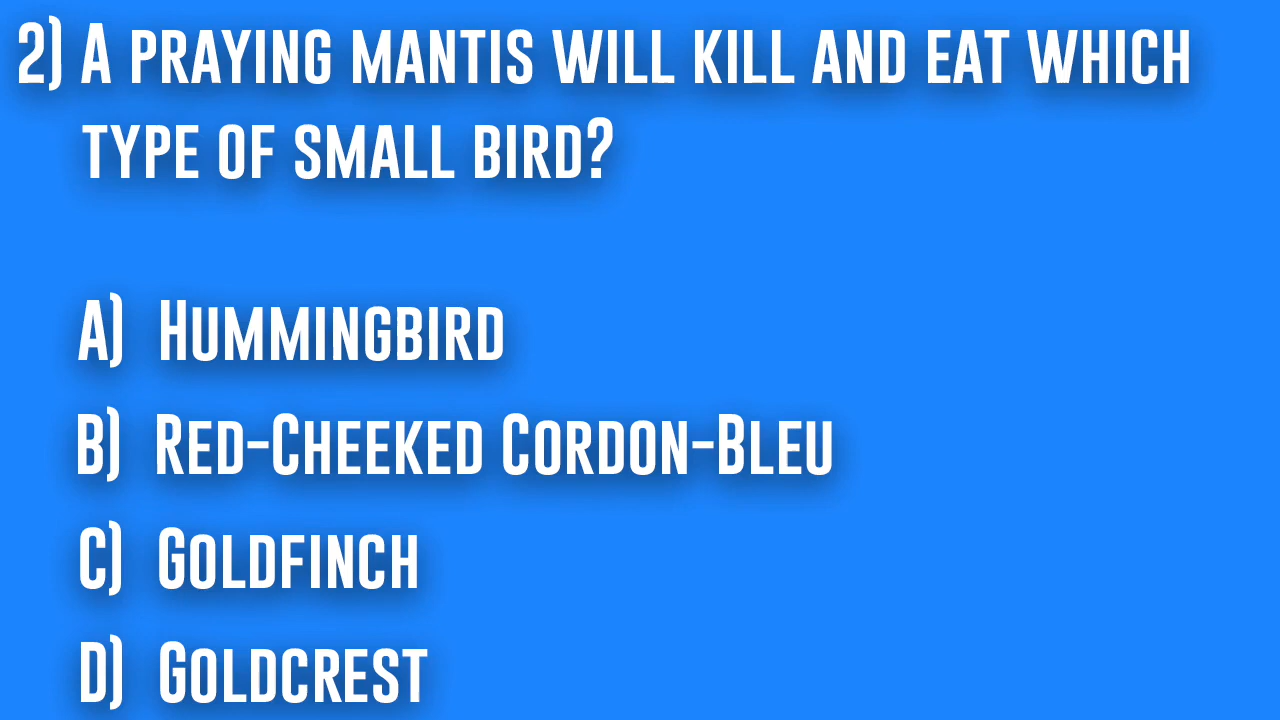 2) A praying mantis will kill and eat which
type of small bird?
A) Hummingbird
B) Red-Cheeked Cordon-Bleu
C) Goldfinch
D) Goldcrest